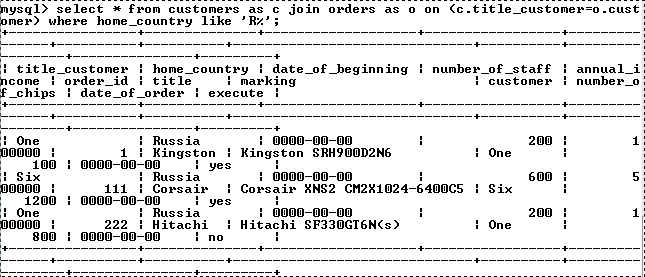 mysql> select * from customers as c join orders as o on (c.title_customer=o.cust
omer) where home_country like 'R%';
+----------------+--------------+-------------------+-----------------+---------
-------+----------+----------+-------------------------+----------+---------
--------+---------------+---------+
| title_customer | home_country | date_of_beginning | number_of_staff | annual_i
ncome | order_id | title | marking | customer | number_o
f_chips | date_of_order | execute |
+----------------+--------------+-------------------+-----------------+---------
-------+----------+----------+-------------------------+----------+---------
--------+---------------+---------+
| One | Russia | 0000-00-00 | 200 | 1
00000 | 1 | Kingston | Kingston SRH900D2N6 | One |
100 | 0000-00-00 | yes |
| Six | Russia | 0000-00-00 | 600 | 5
00000 | 111 | Corsair | Corsair XNS2 CM2X1024-6400C5 | Six |
1200 | 0000-00-00 | yes |
| One | Russia | 0000-00-00 | 200 | 1
00000 | 222 | Hitachi | Hitachi SF330GT6N(s) | One |
800 | 0000-00-00 | no |
+----------------+--------------+-------------------+-----------------+---------
-------+----------+----------+-------------------------+----------+---------
--------+---------------+---------+